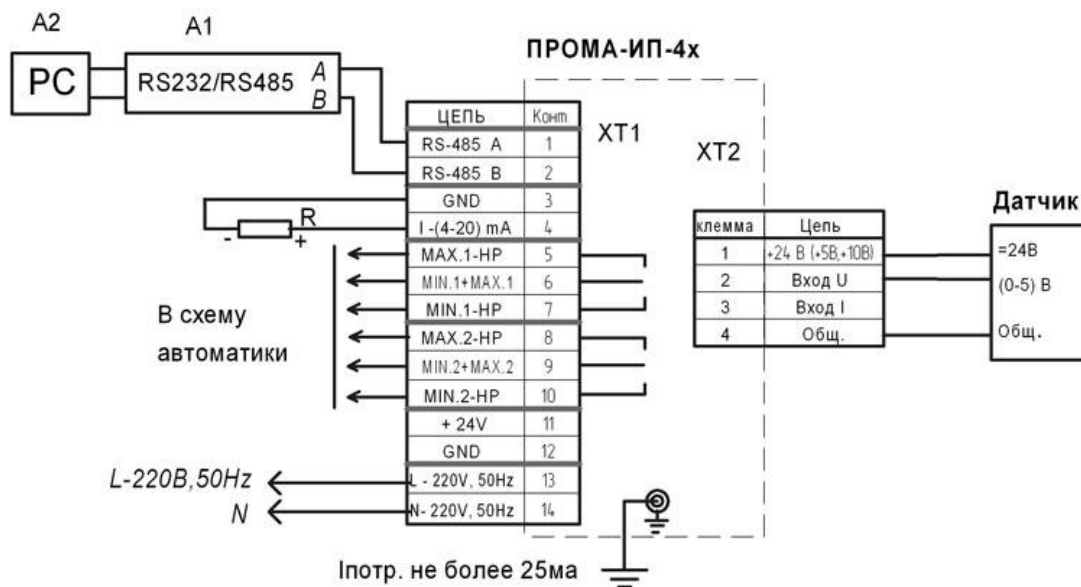 A2
A1
ПРОМА-ИП-4х
PC
RS232/RS485
A
B
ЦЕПЬ Конт
XT1
RS-485 A 1
RS-485 B 2
GND 3
I -(4-20) mA 4
MAX.1-HP 5
MIN.1+MAX.1 6
MIN.1-HP 7
MAX.2-HP 8
MIN.2+MAX.2 9
MIN.2-HP 10
+ 24V 11
GND 12
L - 220V, 50Hz 13
N- 220V, 50Hz 14
R
- +
В схему
автоматики
L-220В,50Hz
N
XT2
клемма Цепь
1 +24 В (+5В,+10В)
2 Вход U
3 Вход I
4 Общ.
Датчик
=24В
(0-5) В
Общ.
Iпотр. не более 25ма